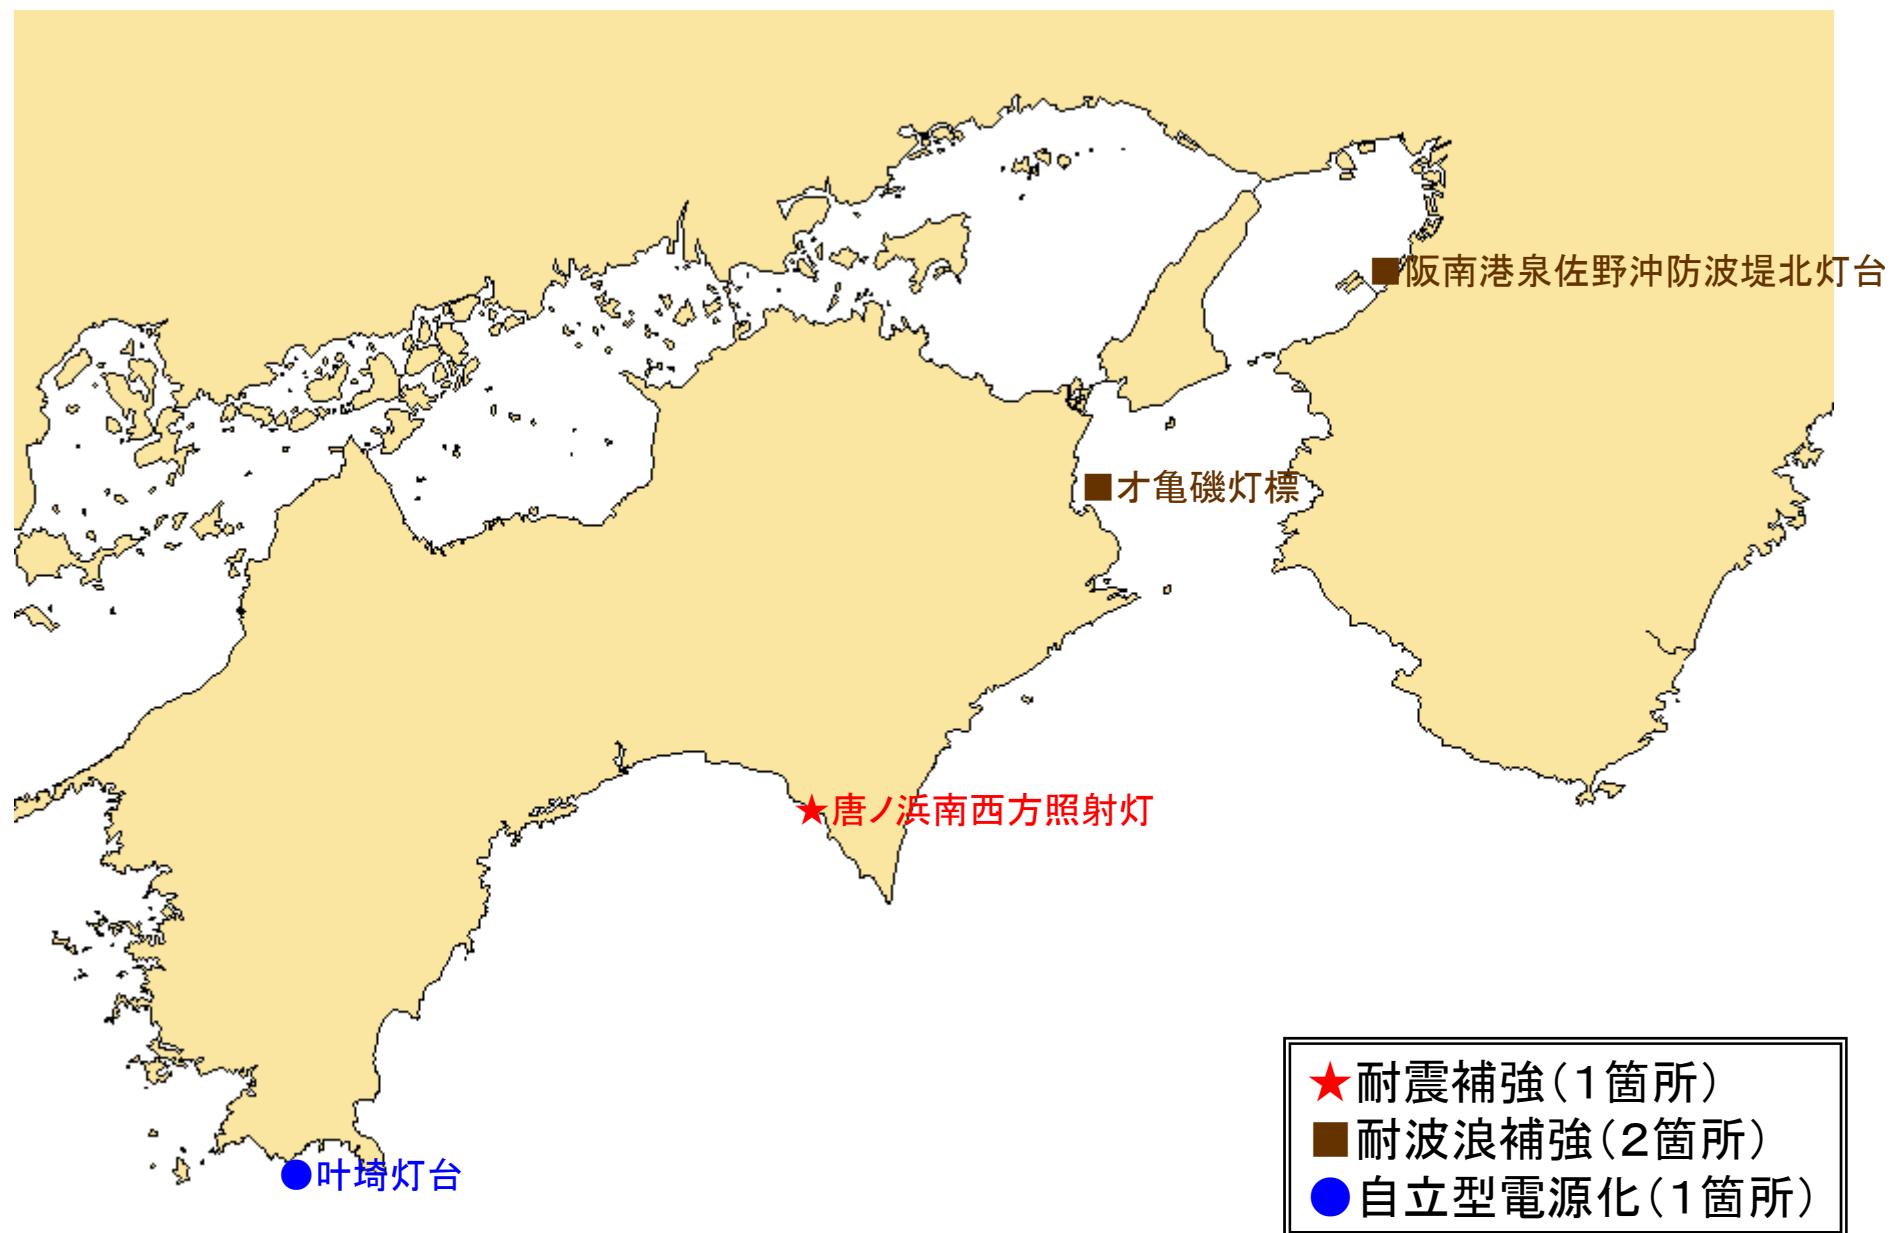 ■阪南港泉佐野沖防波堤北灯台
■才亀磯灯標
★唐ノ浜南西方照射灯
●叶埼灯台
★耐震補強（１箇所）
■耐波浪補強（２箇所）
●自立型電源化（１箇所）